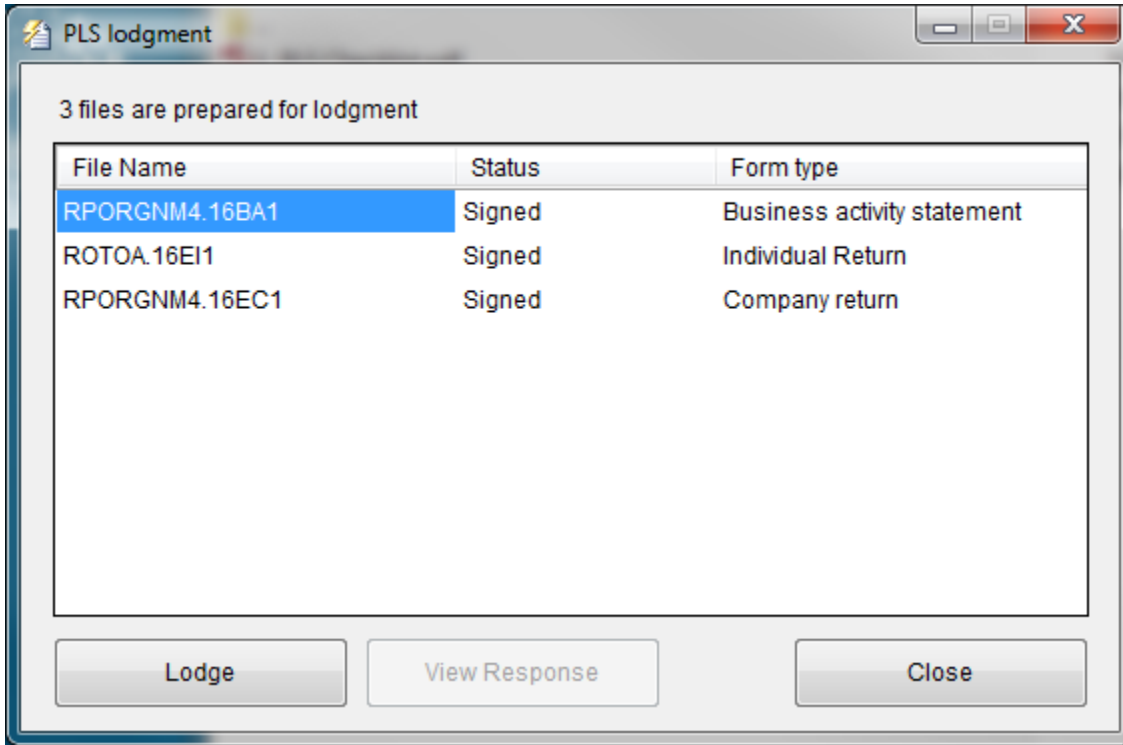 PLS lodgment
3 files are prepared for lodgment
File Name Status Form type
RPORGNM4.16BA1 Signed Business activity statement
ROTOA.16EI1 Signed Individual Return
RPORGNM4.16EC1 Signed Company return
Lodge View Response Close